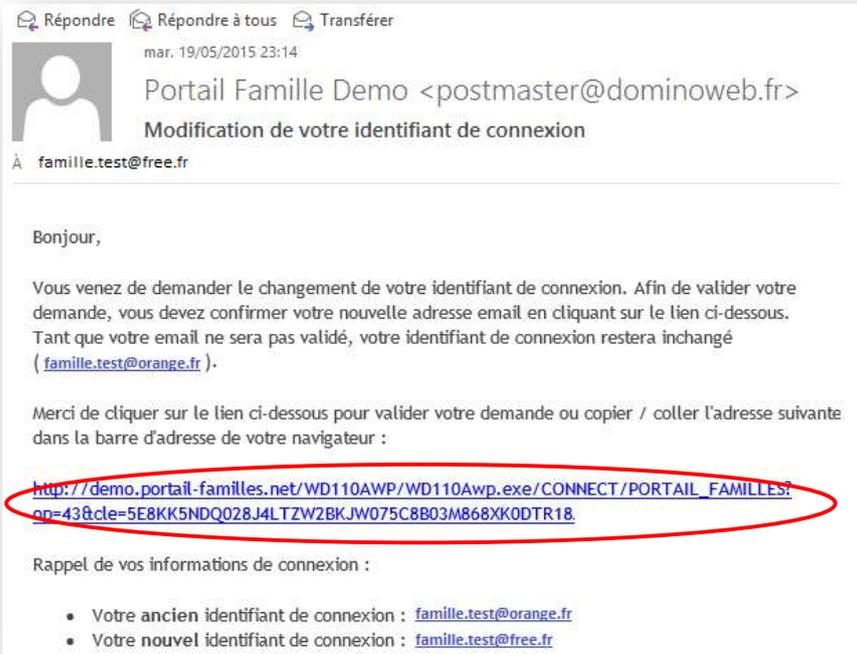 Répondre Répondre à tous Transférer
mar. 19/05/2015 23:14
Portail Famille Demo <postmaster@dominoweb.fr>
Modification de votre identifiant de connexion
À famille.test@free.fr
Bonjour,
Vous venez de demander le changement de votre identifiant de connexion. Afin de valider votre
demande, vous devez confirmer votre nouvelle adresse email en cliquant sur le lien ci-dessous.
Tant que votre email ne sera pas validé, votre identifiant de connexion restera inchangé
( famille.test@orange.fr ).
Merci de cliquer sur le lien ci-dessous pour valider votre demande ou copier / coller l'adresse suivante
dans la barre d'adresse de votre navigateur :
http://demo.portail-familles.net/WD110AWP/WD110Awp.exe/CONNECT/PORTAIL_FAMILLES?
op=43&cle=5E8KK5NDQ028J4LTZW2BKJW075C8B03M868XK0DTR18.
Rappel de vos informations de connexion :
• Votre ancien identifiant de connexion : famille.test@orange.fr
• Votre nouvel identifiant de connexion : famille.test@free.fr